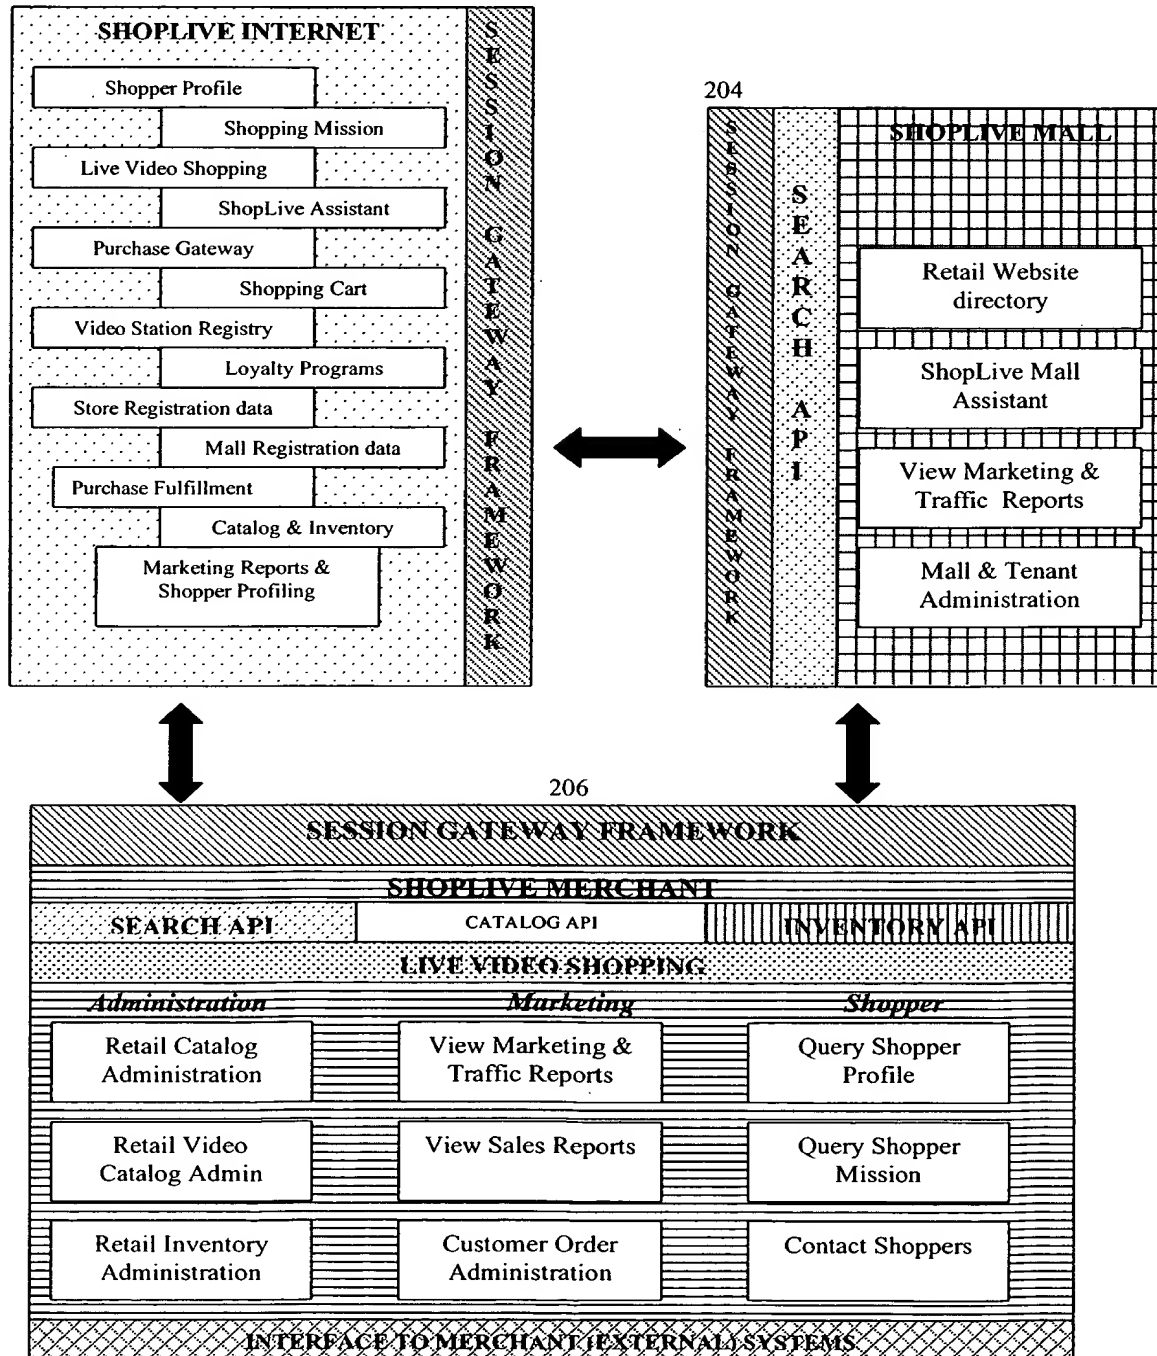 SHOPLIVE INTERNET
Shopper Profile
Shopping Mission
Live Video Shopping
ShopLive Assistant
Purchase Gateway
Shopping Cart
Video Station Registry
Loyalty Programs
Store Registration data
Mall Registration data
Purchase Fulfillment
Catalog & Inventory
Marketing Reports &
Shopper Profiling
SESSION GATEWAY FRAMEWORK
204
SESSION GATEWAY FRAMEWORK
SEARCH API
SHOPLIVE MALL
Retail Website
directory
ShopLive Mall
Assistant
View Marketing &
Traffic Reports
Mall & Tenant
Administration
206
SESSION GATEWAY FRAMEWORK
SHOPLIVE MERCHANT
SEARCH API
CATALOG API
INVENTORY API
LIVE VIDEO SHOPPING
Administration
Marketing
Shopper
Retail Catalog
Administration
View Marketing &
Traffic Reports
Query Shopper
Profile
Retail Video
Catalog Admin
View Sales Reports
Query Shopper
Mission
Retail Inventory
Administration
Customer Order
Administration
Contact Shoppers
INTERFACE TO MERCHANT (EXTERNAL) SYSTEMS